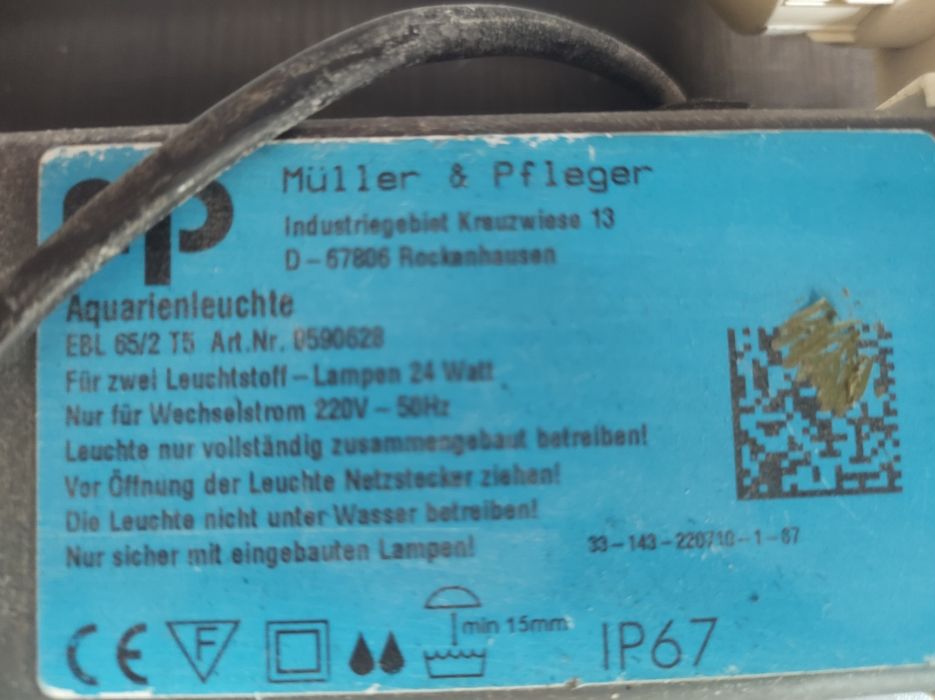 Müller & Pfleger
Industriegebiet Kreuzwiese 13
D-67806 Rockenhausen
Aquarienleuchte
EBL 65/2 T5 Art.Nr. 0590628
Für zwei Leuchtstoff-Lampen 24 Watt
Nur für Wechselstrom 220V - 50Hz
Leuchte nur vollständig zusammengebaut betreiben!
Vor Öffnung der Leuchte Netzstecker ziehen!
Die Leuchte nicht unter Wasser betreiben!
Nur sicher mit eingebauten Lampen!
33-143-220710-1-67
CE F min 15mm IP67